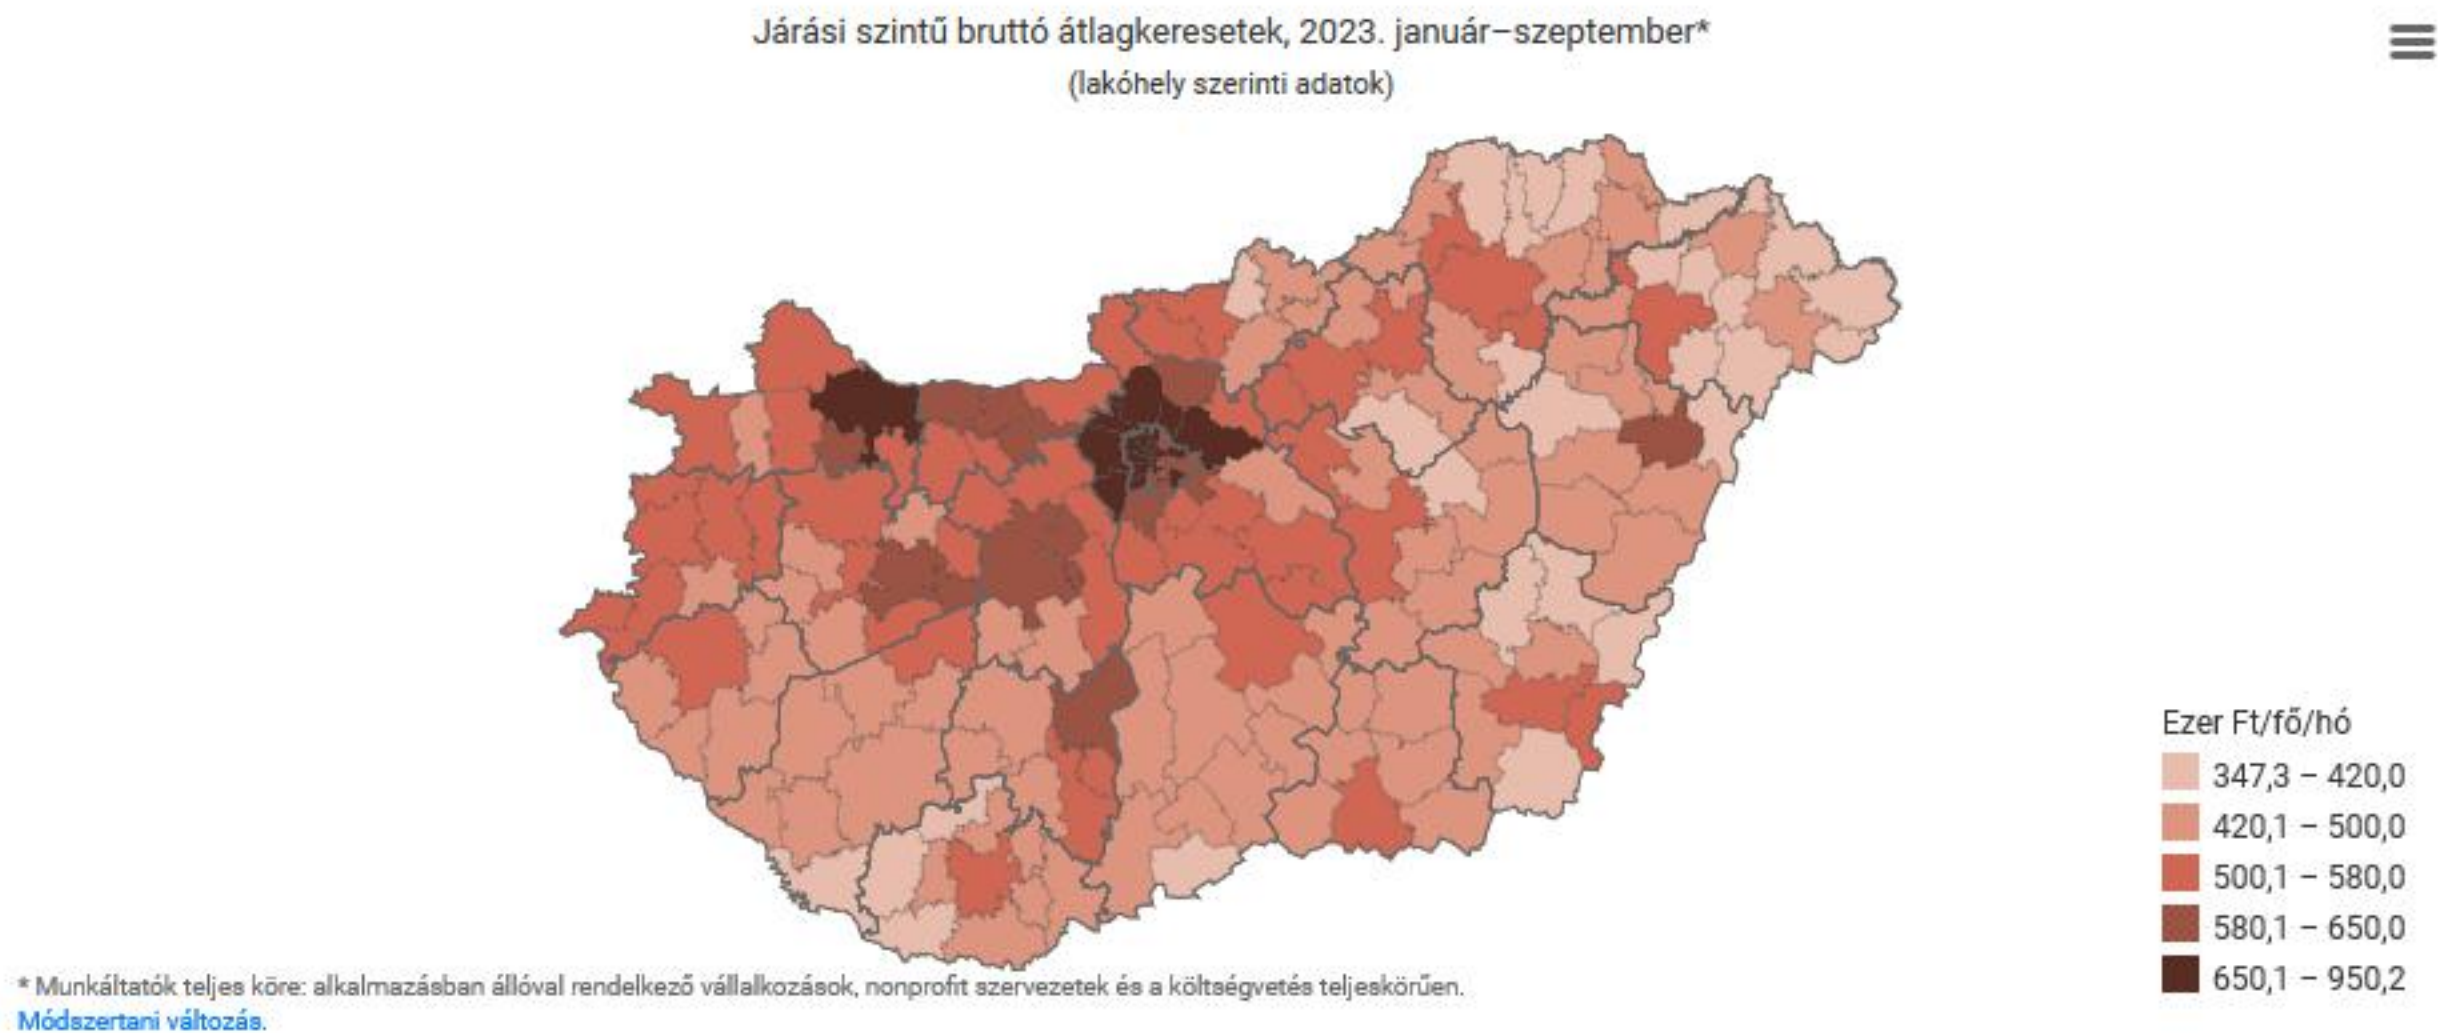 Járási szintű bruttó átlagkeresetek, 2023. január–szeptember*
(lakóhely szerinti adatok)
Ezer Ft/fő/hó
347,3 – 420,0
420,1 – 500,0
500,1 – 580,0
580,1 – 650,0
650,1 – 950,2
* Munkáltatók teljes köre: alkalmazásban állóval rendelkező vállalkozások, nonprofit szervezetek és a költségvetés teljeskörűen.
Módszertani változás.